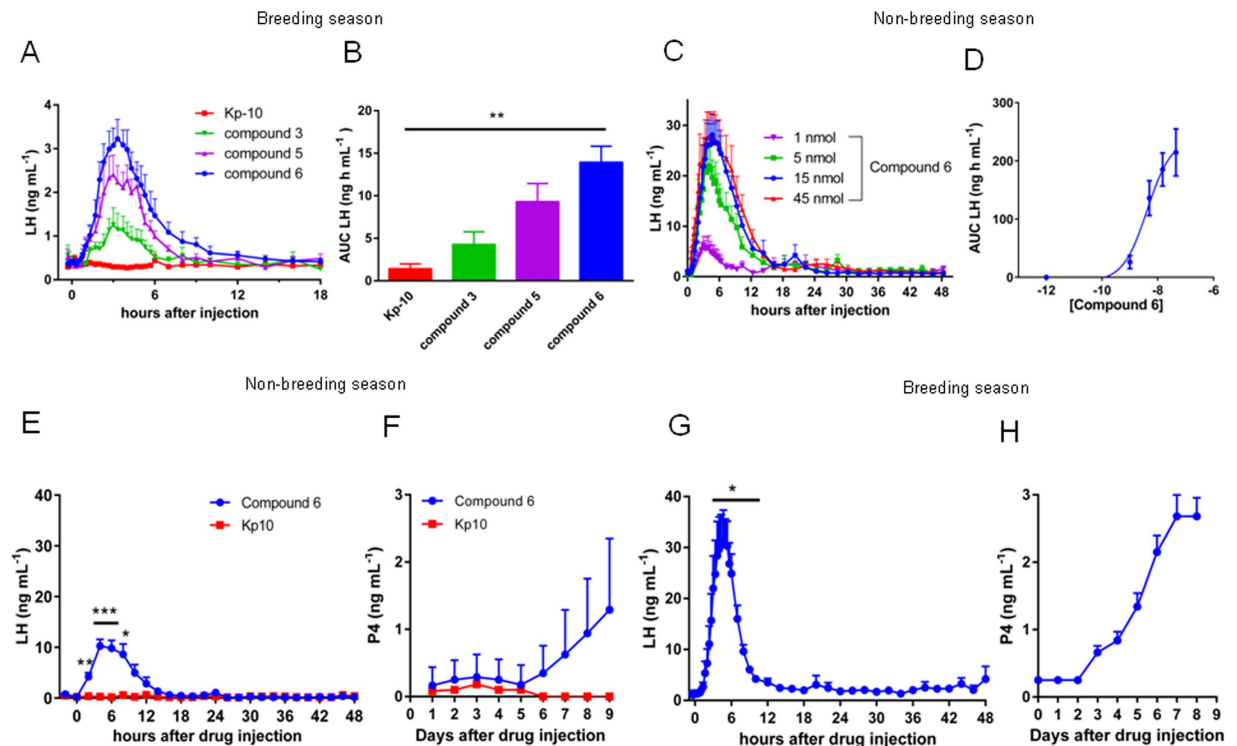 Breeding season
Non-breeding season
A
B
C
D
4
3
2
1
0
LH (ng mL⁻¹)
0 6 12 18
hours after injection
Kp-10
compound 3
compound 5
compound 6
20
15
10
5
0
AUC LH (ng h mL⁻¹)
**
Kp-10
compound 3
compound 5
compound 6
30
20
10
0
LH (ng mL⁻¹)
0 6 12 18 24 30 36 42 48
hours after injection
1 nmol
5 nmol
15 nmol
45 nmol
Compound 6
300
200
100
0
AUC LH (ng h mL⁻¹)
-12 -10 -8 -6
[Compound 6]
Non-breeding season
Breeding season
E
F
G
H
40
30
20
10
0
LH (ng mL⁻¹)
**
***
*
Compound 6
Kp10
0 6 12 18 24 30 36 42 48
hours after drug injection
3
2
1
0
P4 (ng mL⁻¹)
Compound 6
Kp10
0 1 2 3 4 5 6 7 8 9
Days after drug injection
40
30
20
10
0
LH (ng mL⁻¹)
*
0 6 12 18 24 30 36 42 48
hours after drug injection
3
2
1
0
P4 (ng mL⁻¹)
0 1 2 3 4 5 6 7 8 9
Days after drug injection